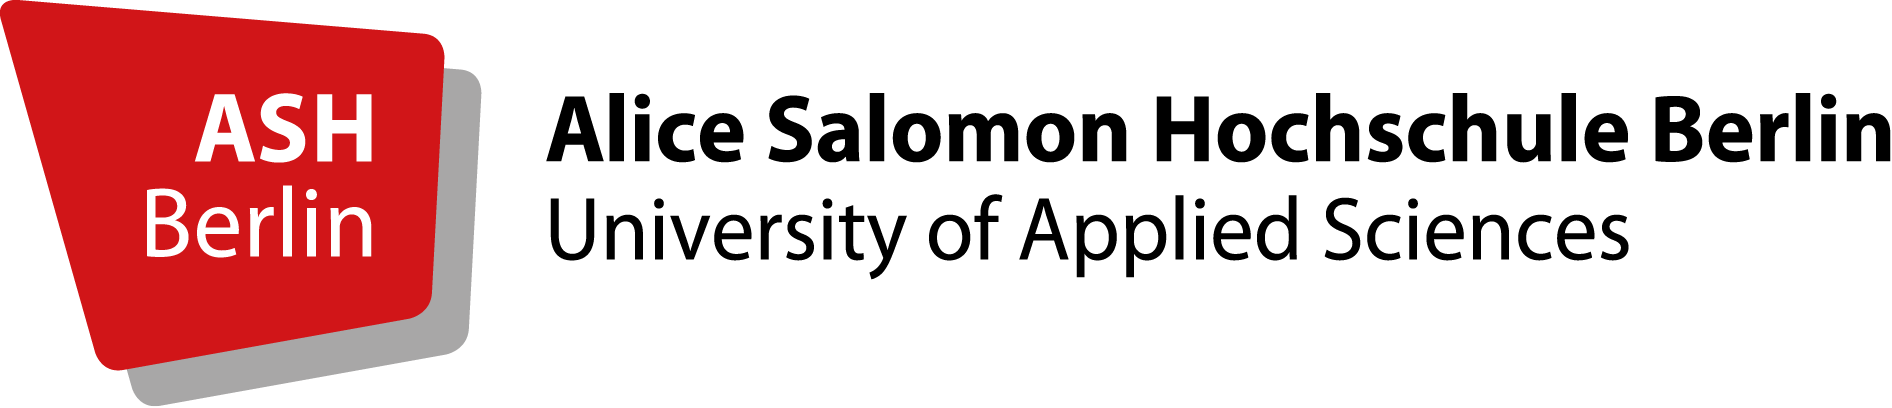 ASH
Berlin
Alice Salomon Hochschule Berlin
University of Applied Sciences